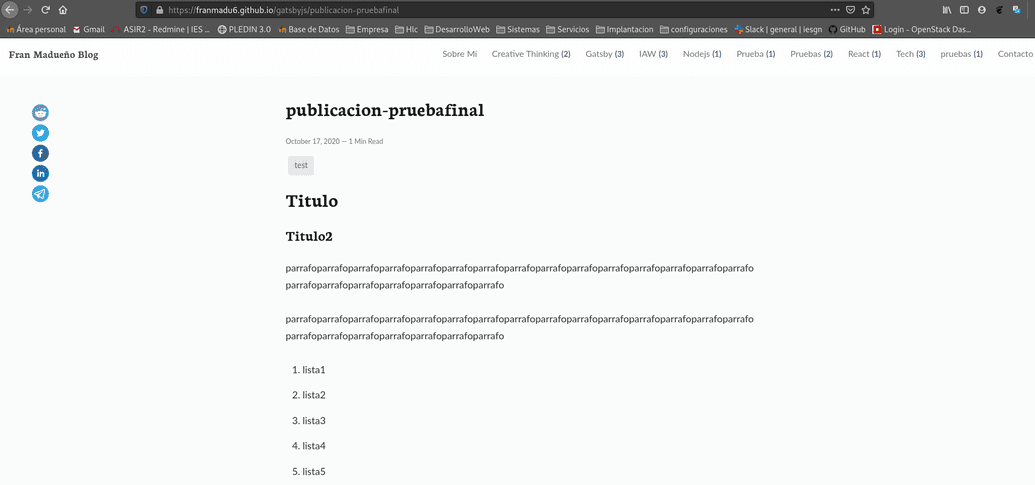 https://franmadu6.github.io/gatsbyjs/publicacion-pruebafinal
Área personal Gmail ASIR2 - Redmine | IES ... PLEDIN 3.0 Base de Datos Empresa Hlc DesarrolloWeb Sistemas Servicios Implantacion configuraciones Slack | general | iesgn GitHub Login - OpenStack Das...
Fran Madueño Blog Sobre Mí Creative Thinking (2) Gatsby (3) IAW (3) Nodejs (1) Prueba (1) Pruebas (2) React (1) Tech (3) pruebas (1) Contacto
publicacion-pruebafinal
October 17, 2020 — 1 Min Read
test
Titulo
Titulo2
parrafoparrafoparrafoparrafoparrafoparrafoparrafoparrafoparrafoparrafoparrafoparrafoparrafoparrafoparrafo
parrafoparrafoparrafoparrafoparrafoparrafoparrafo
parrafoparrafoparrafoparrafoparrafoparrafoparrafoparrafoparrafoparrafoparrafoparrafoparrafoparrafoparrafo
parrafoparrafoparrafoparrafoparrafoparrafoparrafo
1. lista1
2. lista2
3. lista3
4. lista4
5. lista5